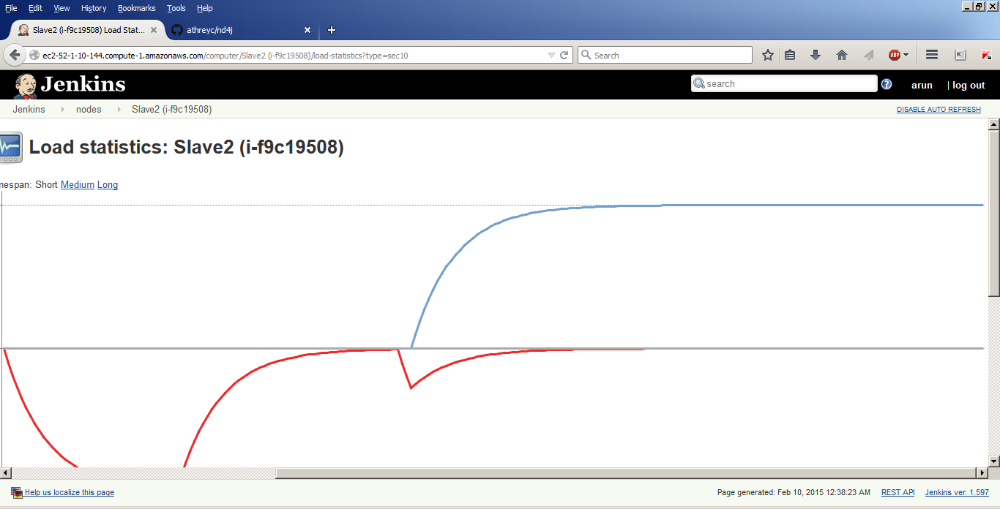 File Edit View History Bookmarks Tools Help
Slave2 (i-f9c19508) Load Stat... athreyc/nd4j
ec2-52-1-10-144.compute-1.amazonaws.com/computer/Slave2 (i-f9c19508)/load-statistics?type=sec10 Search ABP K
Jenkins search ? arun | log out
Jenkins nodes Slave2 (i-f9c19508) DISABLE AUTO REFRESH
Load statistics: Slave2 (i-f9c19508)
mespan: Short Medium Long
Help us localize this page Page generated: Feb 10, 2015 12:38:23 AM REST API Jenkins ver. 1.597